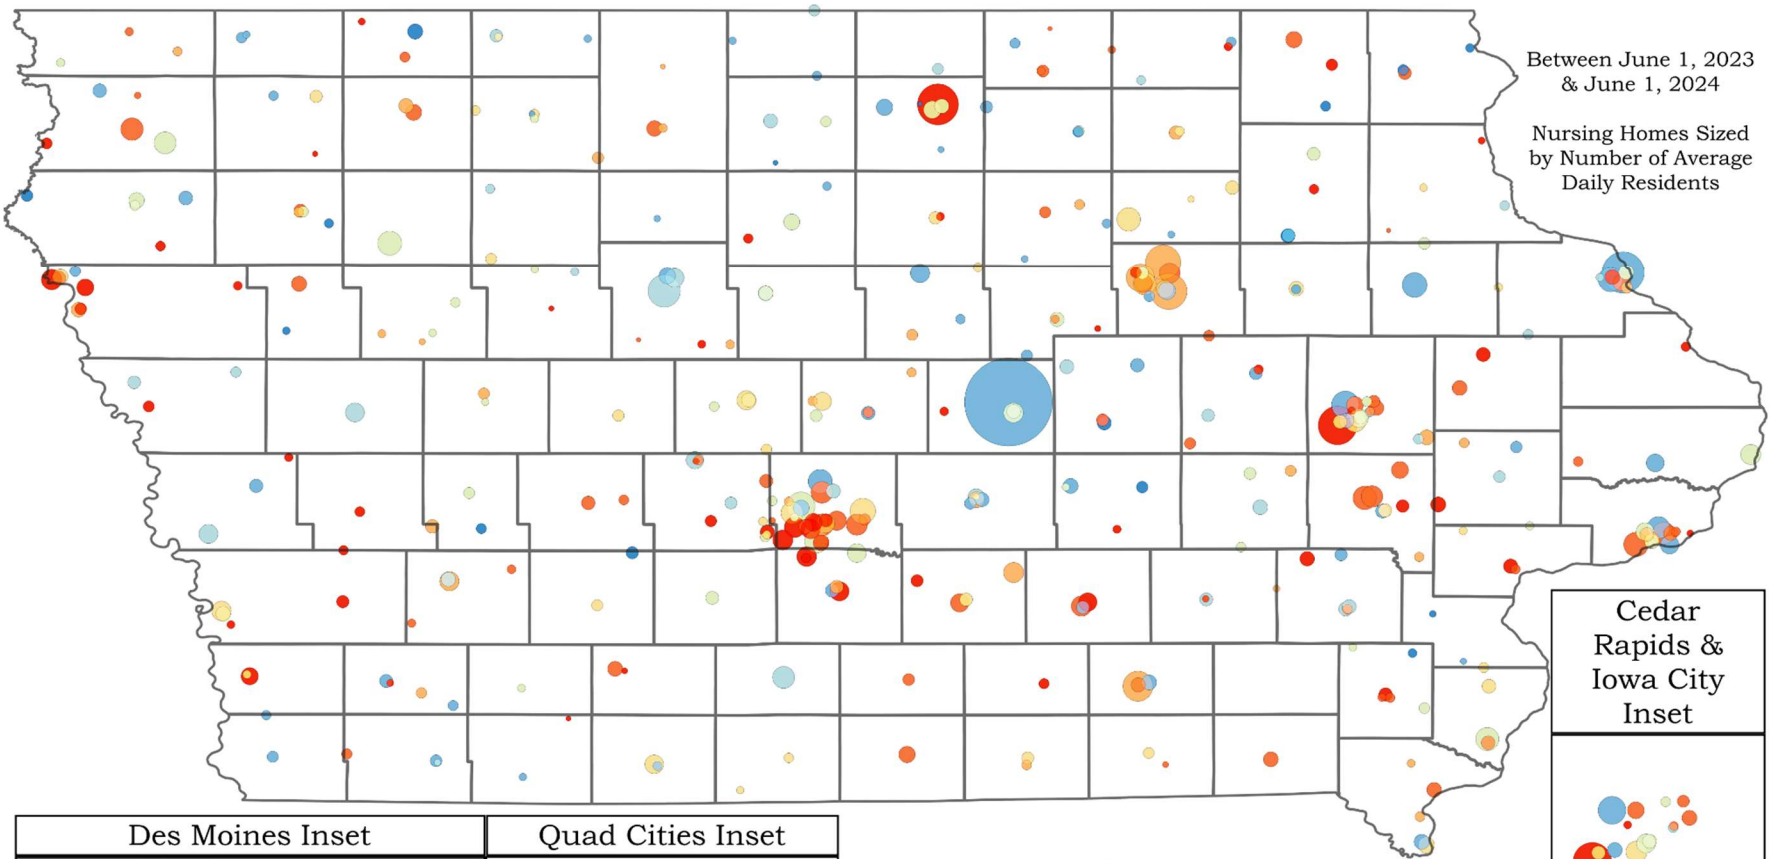 Between June 1, 2023
& June 1, 2024
Nursing Homes Sized
by Number of Average
Daily Residents
Cedar
Rapids &
Iowa City
Inset
Des Moines Inset
Quad Cities Inset